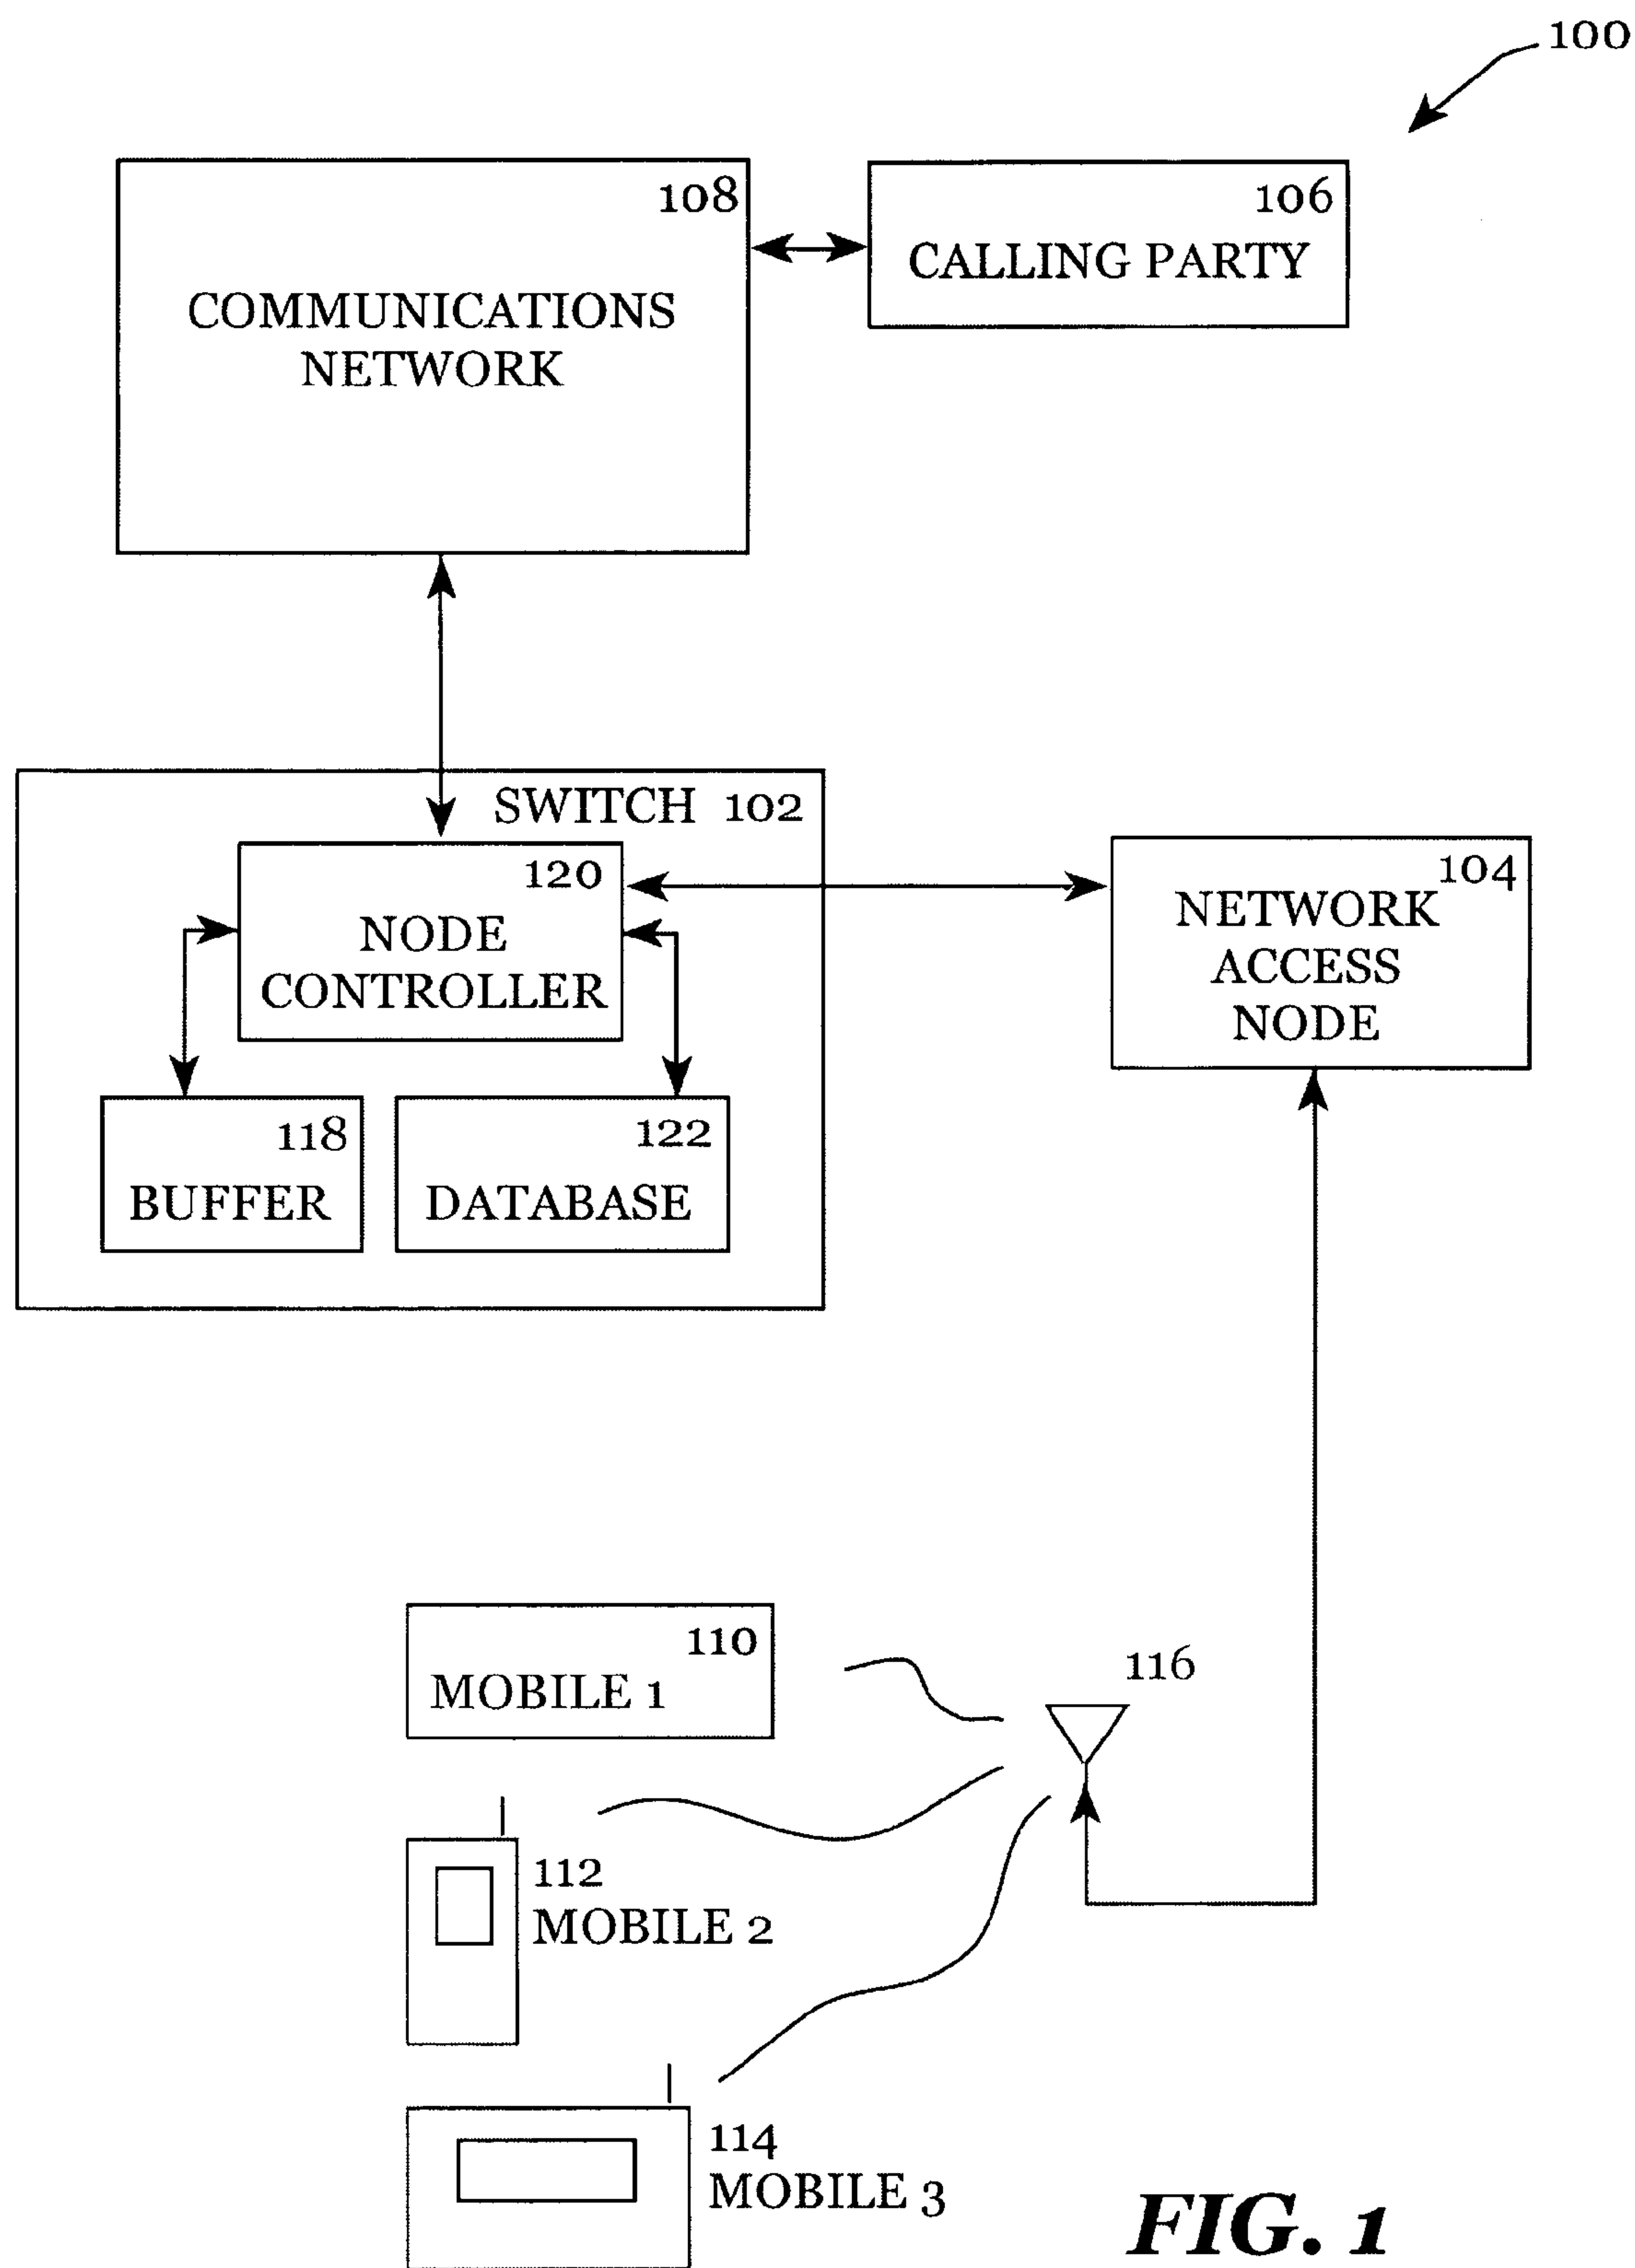 100
108
COMMUNICATIONS
NETWORK
106
CALLING PARTY
SWITCH 102
120
NODE
CONTROLLER
104
NETWORK
ACCESS
NODE
118
BUFFER
122
DATABASE
110
MOBILE 1
116
112
MOBILE 2
114
MOBILE 3
FIG. 1